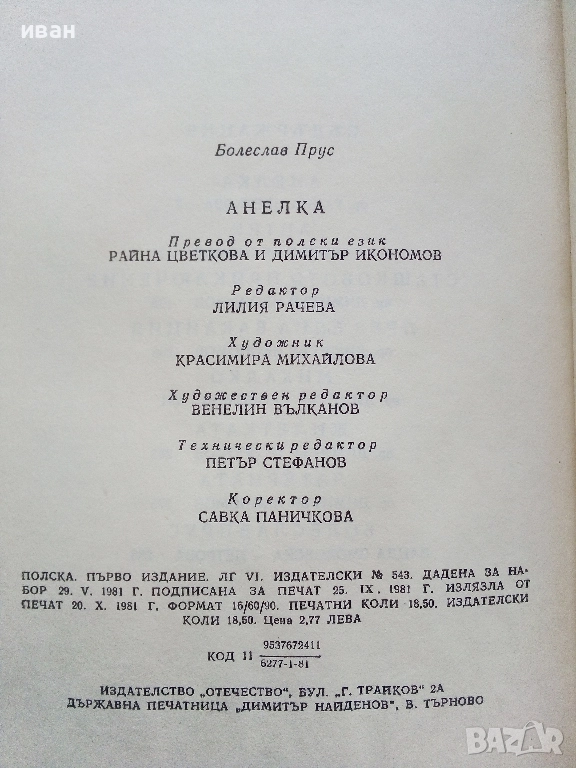 иван
Болеслав Прус
АНЕЛКА
Превод от полски език
РАЙНА ЦВЕТКОВА И ДИМИТЪР ИКОНОМОВ
Редактор
ЛИЛИЯ РАЧЕВА
Художник
КРАСИМИРА МИХАЙЛОВА
Художествен редактор
ВЕНЕЛИН ВЪЛКАНОВ
Технически редактор
ПЕТЪР СТЕФАНОВ
Коректор
САВКА ПАНИЧКОВА
ПОЛСКА. ПЪРВО ИЗДАНИЕ. ЛГ VI. ИЗДАТЕЛСКИ № 543. ДАДЕНА ЗА НА-
БОР 29. V. 1981 Г. ПОДПИСАНА ЗА ПЕЧАТ 25. IX. 1981 Г. ИЗЛЯЗЛА ОТ
ПЕЧАТ 20. X. 1981 Г. ФОРМАТ 16/60/90. ПЕЧАТНИ КОЛИ 18,50. ИЗДАТЕЛСКИ
КОЛИ 18,50. Цена 2,77 ЛЕВА
КОД 11 9537672411
6277-1-81
ИЗДАТЕЛСТВО „ОТЕЧЕСТВО“, БУЛ. „Г. ТРАЙКОВ“ 2А
ДЪРЖАВНА ПЕЧАТНИЦА „ДИМИТЪР НАЙДЕНОВ“, В. ТЪРНОВО
BAZAR